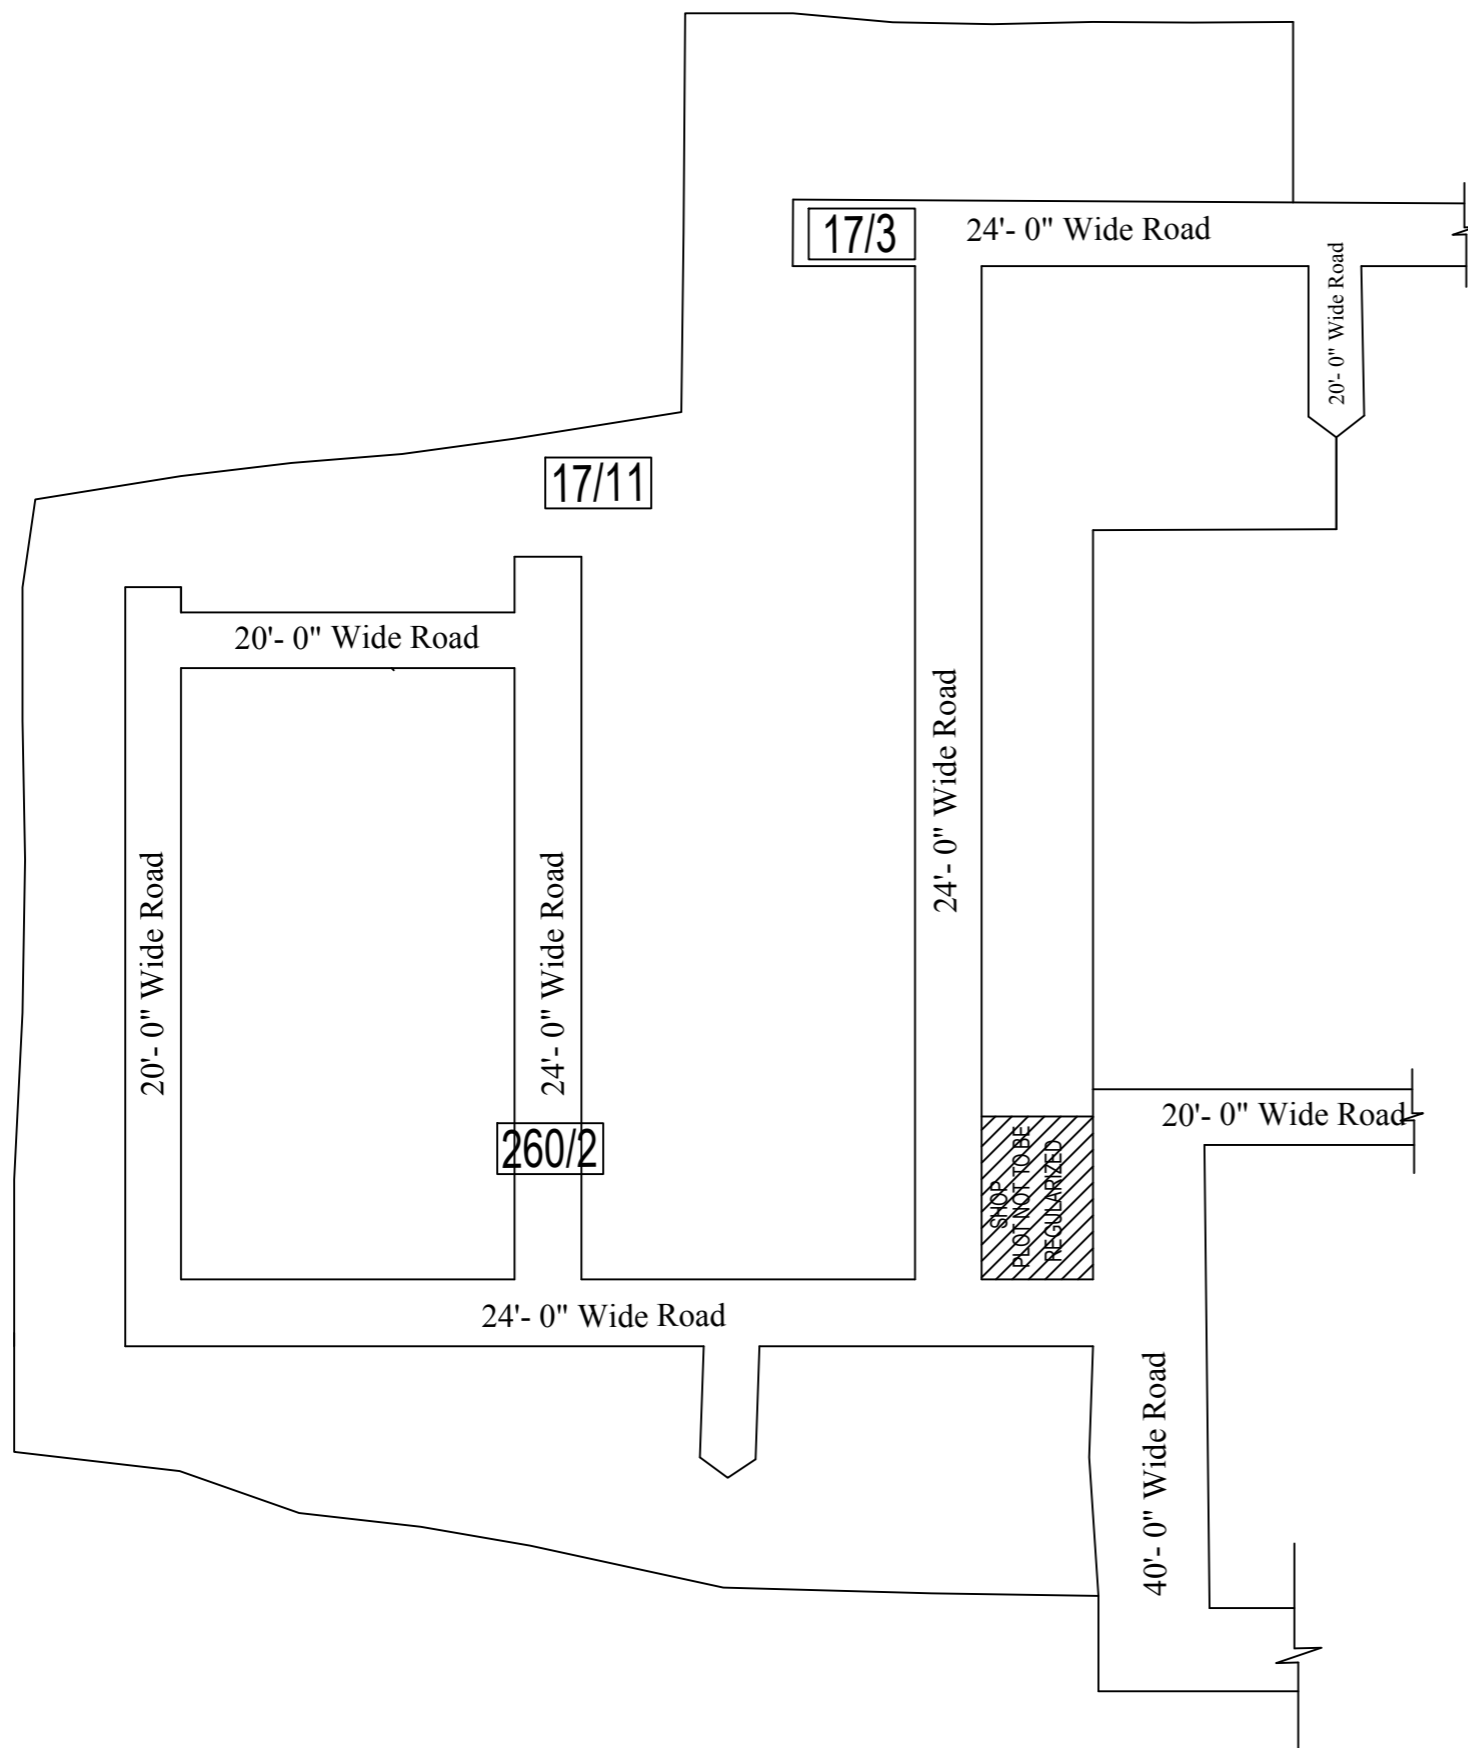 17/3
24'- 0" Wide Road
20'- 0" Wide Road
17/11
20'- 0" Wide Road
24'- 0" Wide Road
20'- 0" Wide Road
24'- 0" Wide Road
20'- 0" Wide Road
260/2
SHOP
PLOT NOT TO BE
REGULARIZED
24'- 0" Wide Road
40'- 0" Wide Road